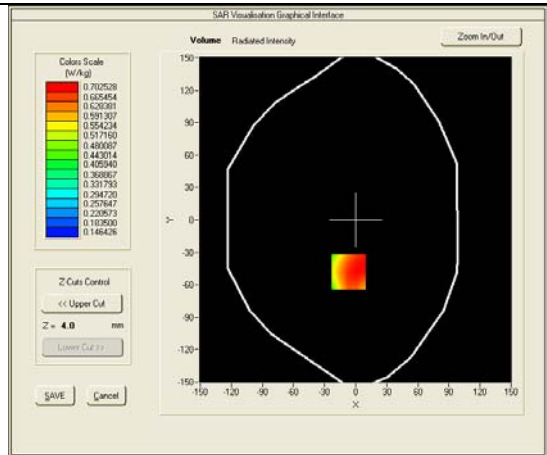 SAR Visualisation Graphical Interface
Volume Radiated Intensity
Zoom In/Out
Colors Scale
(W/kg)
0.702528
0.665454
0.628381
0.591307
0.554234
0.517160
0.480087
0.443014
0.405940
0.368867
0.331793
0.294720
0.257647
0.220573
0.183500
0.146426
Z Cuts Control
<< Upper Cut
Z = 4.0 mm
Lower Cut >>
SAVE Cancel
150-
120-
90-
60-
30-
0-
-30-
-60-
-90-
-120-
-150-
Y
-150 -120 -90 -60 -30 0 30 60 90 120 150
X